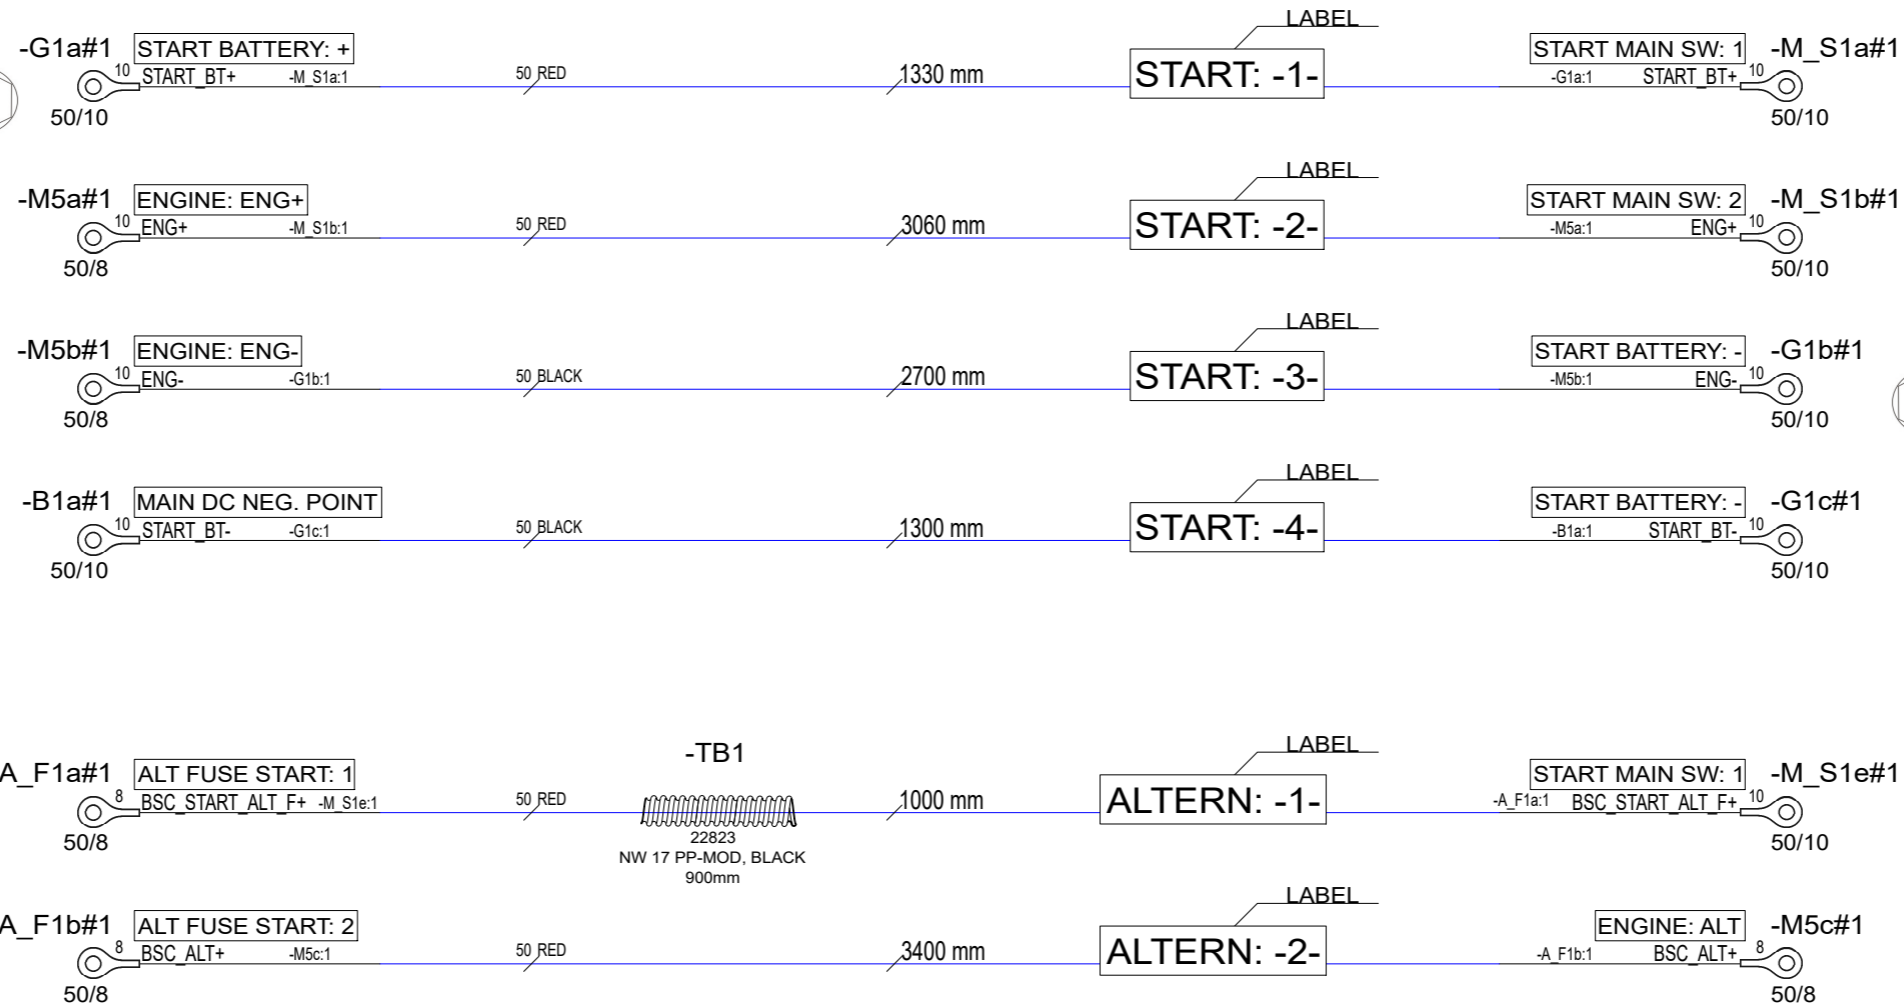 LABEL
-G1a#1 START BATTERY: + START MAIN SW: 1 -M_S1a#1
10 START_BT+ -M_S1a:1 50 RED 1330 mm START: -1- -G1a:1 START_BT+ 10
50/10 50/10
LABEL
-M5a#1 ENGINE: ENG+ START MAIN SW: 2 -M_S1b#1
10 ENG+ -M_S1b:1 50 RED 3060 mm START: -2- -M5a:1 ENG+ 10
50/8 50/10
LABEL
-M5b#1 ENGINE: ENG- START BATTERY: - -G1b#1
10 ENG- -G1b:1 50 BLACK 2700 mm START: -3- -M5b:1 ENG- 10
50/8 50/10
LABEL
-B1a#1 MAIN DC NEG. POINT START BATTERY: - -G1c#1
10 START_BT- -G1c:1 50 BLACK 1300 mm START: -4- -B1a:1 START_BT- 10
50/10 50/10
-TB1 LABEL
A_F1a#1 ALT FUSE START: 1 START MAIN SW: 1 -M_S1e#1
8 BSC_START_ALT_F+ -M_S1e:1 50 RED 1000 mm ALTERN: -1- -A_F1a:1 BSC_START_ALT_F+ 10
50/8 22823 50/10
NW 17 PP-MOD, BLACK
900mm
LABEL
A_F1b#1 ALT FUSE START: 2 ENGINE: ALT -M5c#1
8 BSC_ALT+ -M5c:1 50 RED 3400 mm ALTERN: -2- -A_F1b:1 BSC_ALT+ 8
50/8 50/8